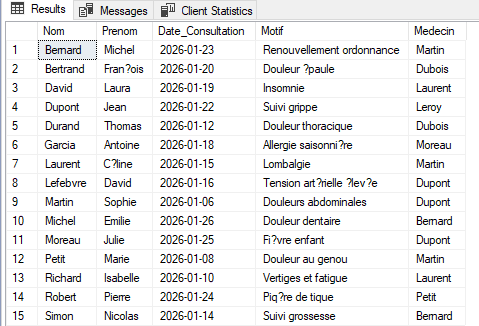 Results Messages Client Statistics
Nom Prenom Date_Consultation Motif Medecin
1 Bernard Michel 2026-01-23 Renouvellement ordonnance Martin
2 Bertrand Fran?ois 2026-01-20 Douleur ?paule Dubois
3 David Laura 2026-01-19 Insomnie Laurent
4 Dupont Jean 2026-01-22 Suivi grippe Leroy
5 Durand Thomas 2026-01-12 Douleur thoracique Dubois
6 Garcia Antoine 2026-01-18 Allergie saisonni?re Moreau
7 Laurent C?line 2026-01-15 Lombalgie Martin
8 Lefebvre David 2026-01-16 Tension art?rielle ?lev?e Dupont
9 Martin Sophie 2026-01-06 Douleurs abdominales Dupont
10 Michel Emilie 2026-01-26 Douleur dentaire Bernard
11 Moreau Julie 2026-01-25 Fi?vre enfant Dupont
12 Petit Marie 2026-01-08 Douleur au genou Martin
13 Richard Isabelle 2026-01-10 Vertiges et fatigue Laurent
14 Robert Pierre 2026-01-24 Piq?re de tique Petit
15 Simon Nicolas 2026-01-14 Suivi grossesse Bernard